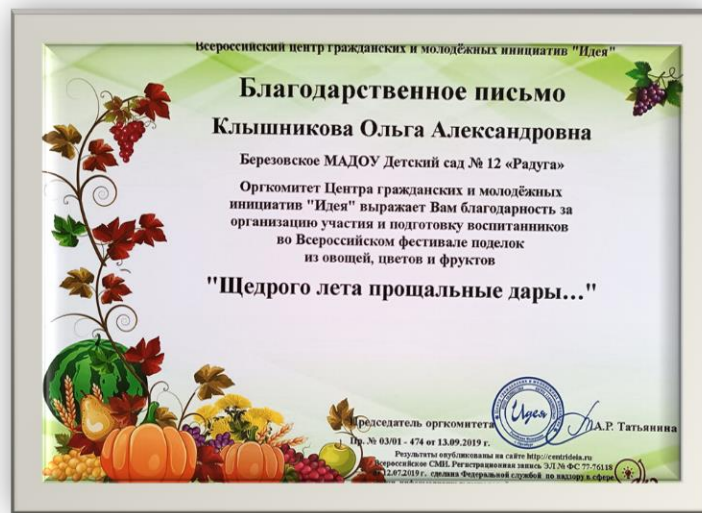 Всероссийский центр гражданских и молодёжных инициатив "Идея"
Благодарственное письмо
Клышникова Ольга Александровна
Березовское МАДОУ Детский сад № 12 «Радуга»
Оргкомитет Центра гражданских и молодёжных
инициатив "Идея" выражает Вам благодарность за
организацию участия и подготовку воспитанников
во Всероссийском фестивале поделок
из овощей, цветов и фруктов
"Щедрого лета прощальные дары…"
Председатель оргкомитета
А.Р. Татьянина
Пр. № 03/01 - 474 от 13.09.2019 г.
Идея
Результаты опубликованы на сайте http://centrideia.ru
Всероссийское СМИ. Регистрационная запись ЭЛ № ФС 77-76118
12.07.2019 г. сделана Федеральной службой по надзору в сфере